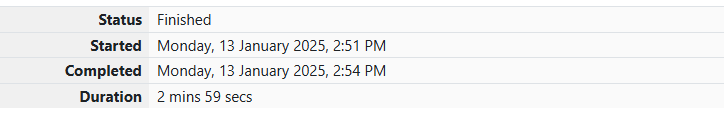 Status Finished
Started Monday, 13 January 2025, 2:51 PM
Completed Monday, 13 January 2025, 2:54 PM
Duration 2 mins 59 secs